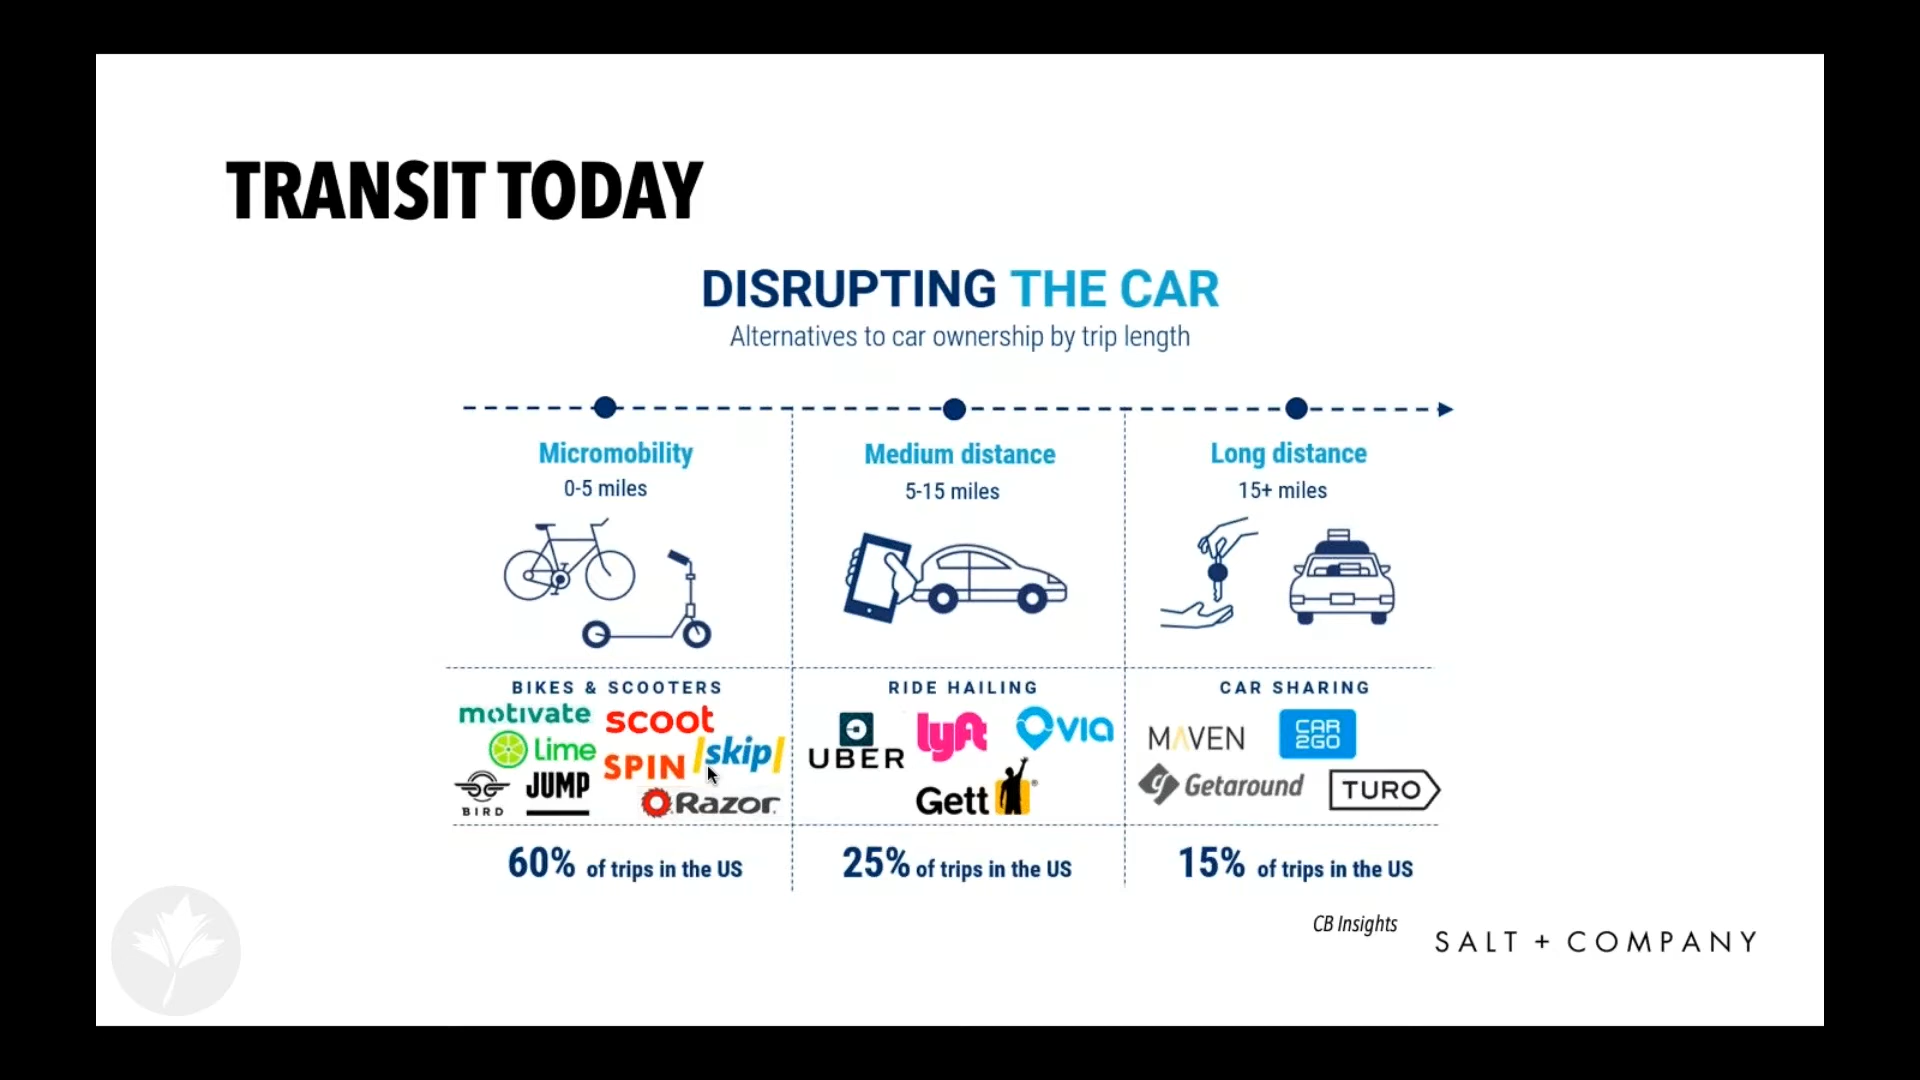 TRANSIT TODAY
DISRUPTING THE CAR
Alternatives to car ownership by trip length
Micromobility
0-5 miles
BIKES & SCOOTERS
motivate
scoot
Lime
SPIN
/skip/
BIRD
JUMP
Razor
60% of trips in the US
Medium distance
5-15 miles
RIDE HAILING
UBER
lyft
via
Gett
25% of trips in the US
Long distance
15+ miles
CAR SHARING
MAVEN
CAR
2GO
Getaround
TURO
15% of trips in the US
CB Insights
SALT + COMPANY